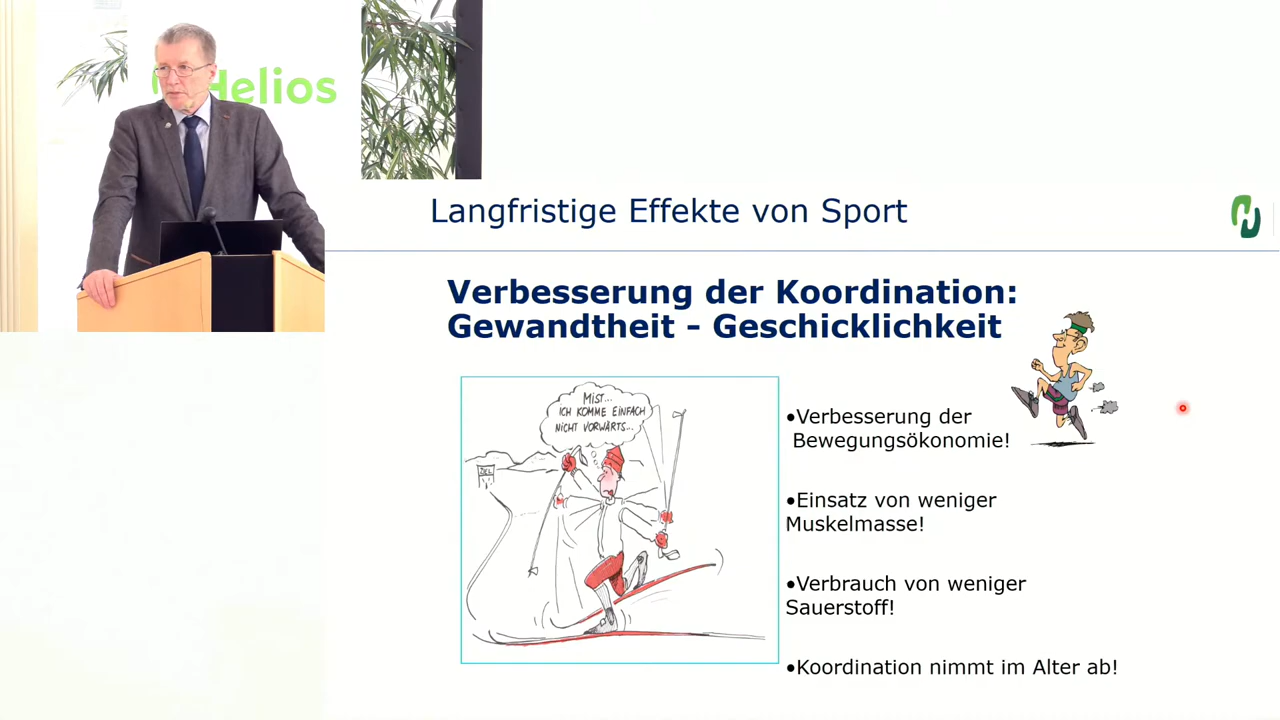 Helios
Langfristige Effekte von Sport
Verbesserung der Koordination:
Gewandtheit - Geschicklichkeit
MIST...
ICH KOMME EINFACH
NICHT VORWÄRTS...
ZIEL
•Verbesserung der
Bewegungsökonomie!
•Einsatz von weniger
Muskelmasse!
•Verbrauch von weniger
Sauerstoff!
•Koordination nimmt im Alter ab!